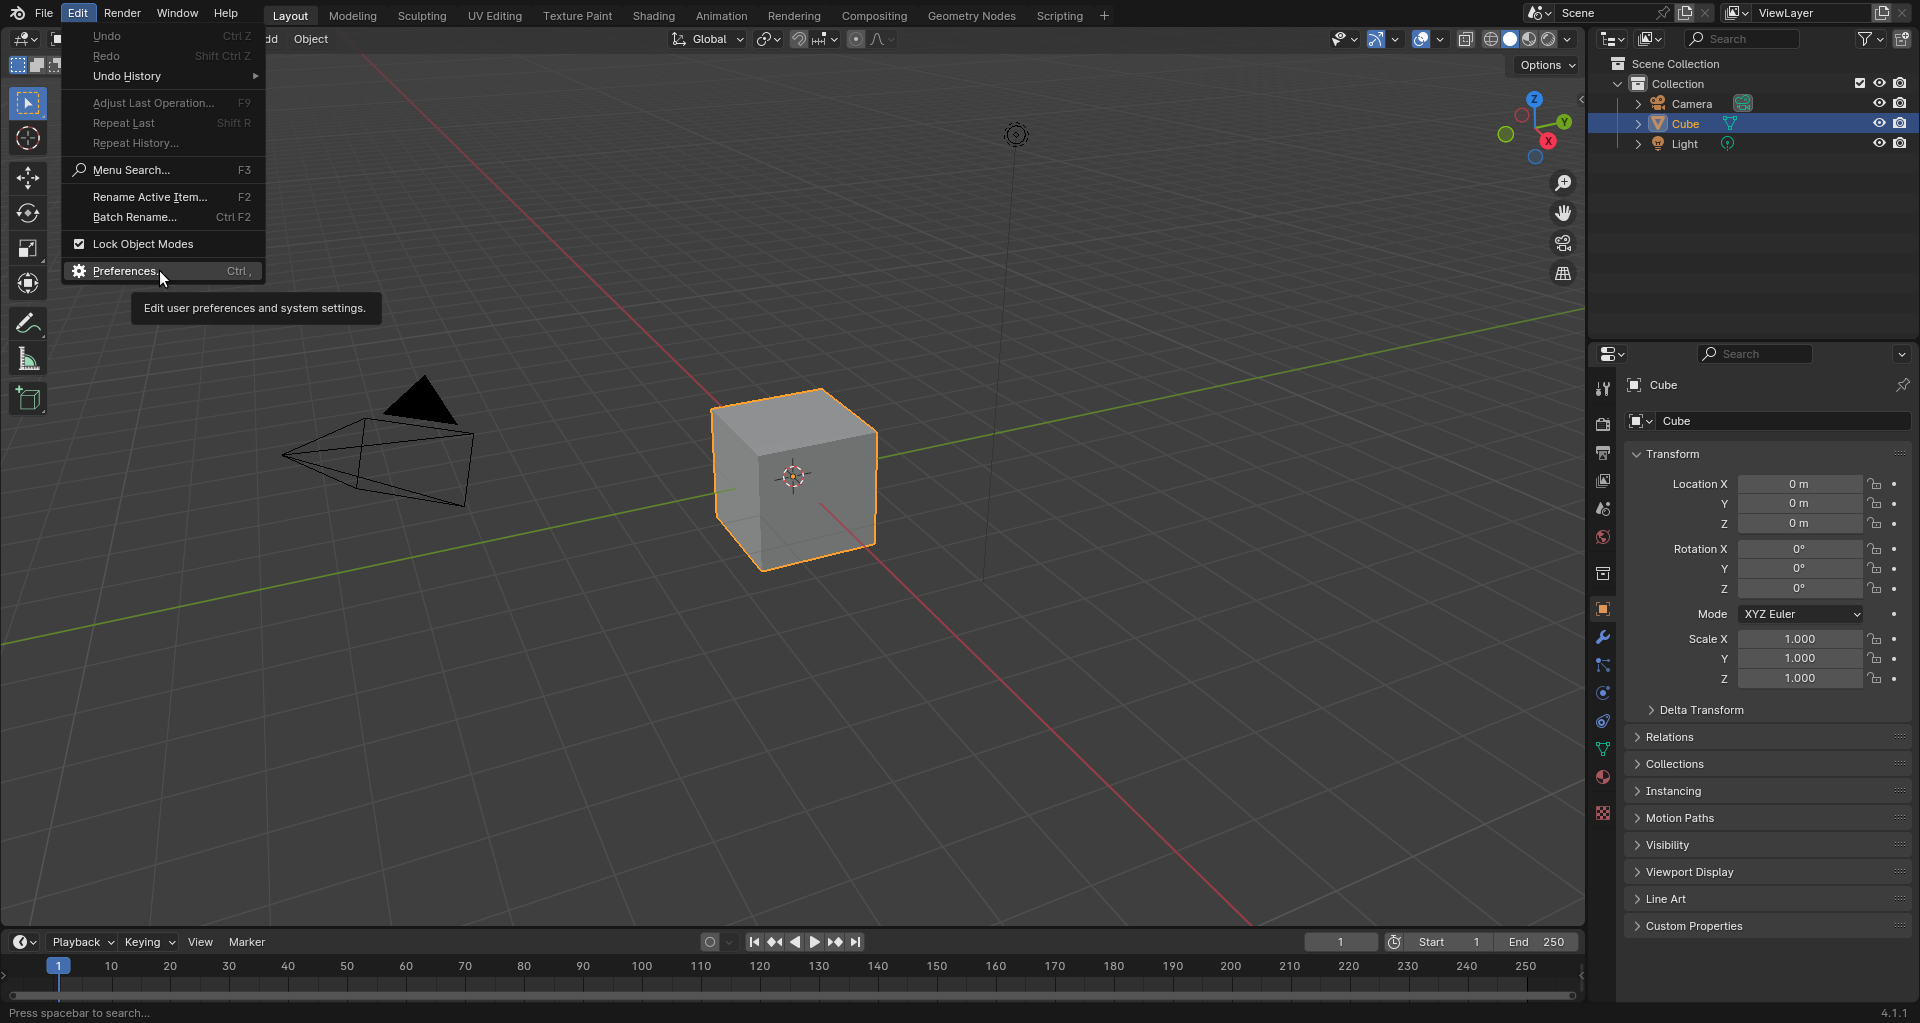 File Edit Render Window Help Layout Modeling Sculpting UV Editing Texture Paint Shading Animation Rendering Compositing Geometry Nodes Scripting + Scene ViewLayer
dd Object Global Search
Options
Undo Ctrl Z
Redo Shift Ctrl Z
Undo History
Adjust Last Operation... F9
Repeat Last Shift R
Repeat History...
Menu Search... F3
Rename Active Item... F2
Batch Rename... Ctrl F2
Lock Object Modes
Preferences... Ctrl ,
Edit user preferences and system settings.
Z
Y
X
Scene Collection
Collection
Camera
Cube
Light
Search
Cube
Cube
Transform
Location X 0 m
Y 0 m
Z 0 m
Rotation X 0°
Y 0°
Z 0°
Mode XYZ Euler
Scale X 1.000
Y 1.000
Z 1.000
Delta Transform
Relations
Collections
Instancing
Motion Paths
Visibility
Viewport Display
Line Art
Custom Properties
Playback Keying View Marker 1 Start 1 End 250
1 10 20 30 40 50 60 70 80 90 100 110 120 130 140 150 160 170 180 190 200 210 220 230 240 250
Press spacebar to search... 4.1.1